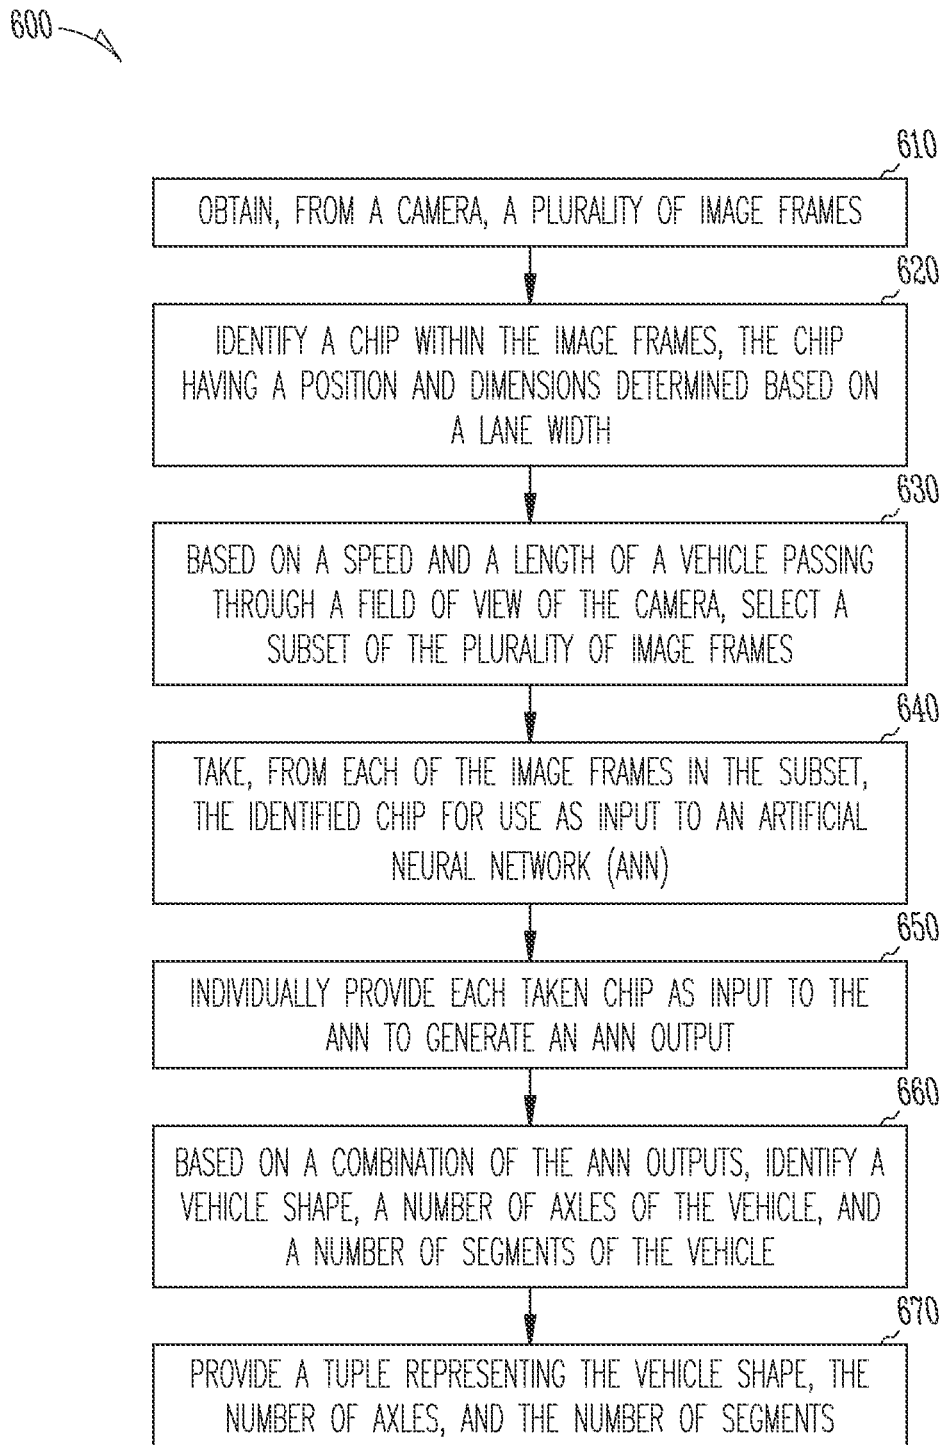 600
610
OBTAIN, FROM A CAMERA, A PLURALITY OF IMAGE FRAMES
620
IDENTIFY A CHIP WITHIN THE IMAGE FRAMES, THE CHIP
HAVING A POSITION AND DIMENSIONS DETERMINED BASED ON
A LANE WIDTH
630
BASED ON A SPEED AND A LENGTH OF A VEHICLE PASSING
THROUGH A FIELD OF VIEW OF THE CAMERA, SELECT A
SUBSET OF THE PLURALITY OF IMAGE FRAMES
640
TAKE, FROM EACH OF THE IMAGE FRAMES IN THE SUBSET,
THE IDENTIFIED CHIP FOR USE AS INPUT TO AN ARTIFICIAL
NEURAL NETWORK (ANN)
650
INDIVIDUALLY PROVIDE EACH TAKEN CHIP AS INPUT TO THE
ANN TO GENERATE AN ANN OUTPUT
660
BASED ON A COMBINATION OF THE ANN OUTPUTS, IDENTIFY A
VEHICLE SHAPE, A NUMBER OF AXLES OF THE VEHICLE, AND
A NUMBER OF SEGMENTS OF THE VEHICLE
670
PROVIDE A TUPLE REPRESENTING THE VEHICLE SHAPE, THE
NUMBER OF AXLES, AND THE NUMBER OF SEGMENTS